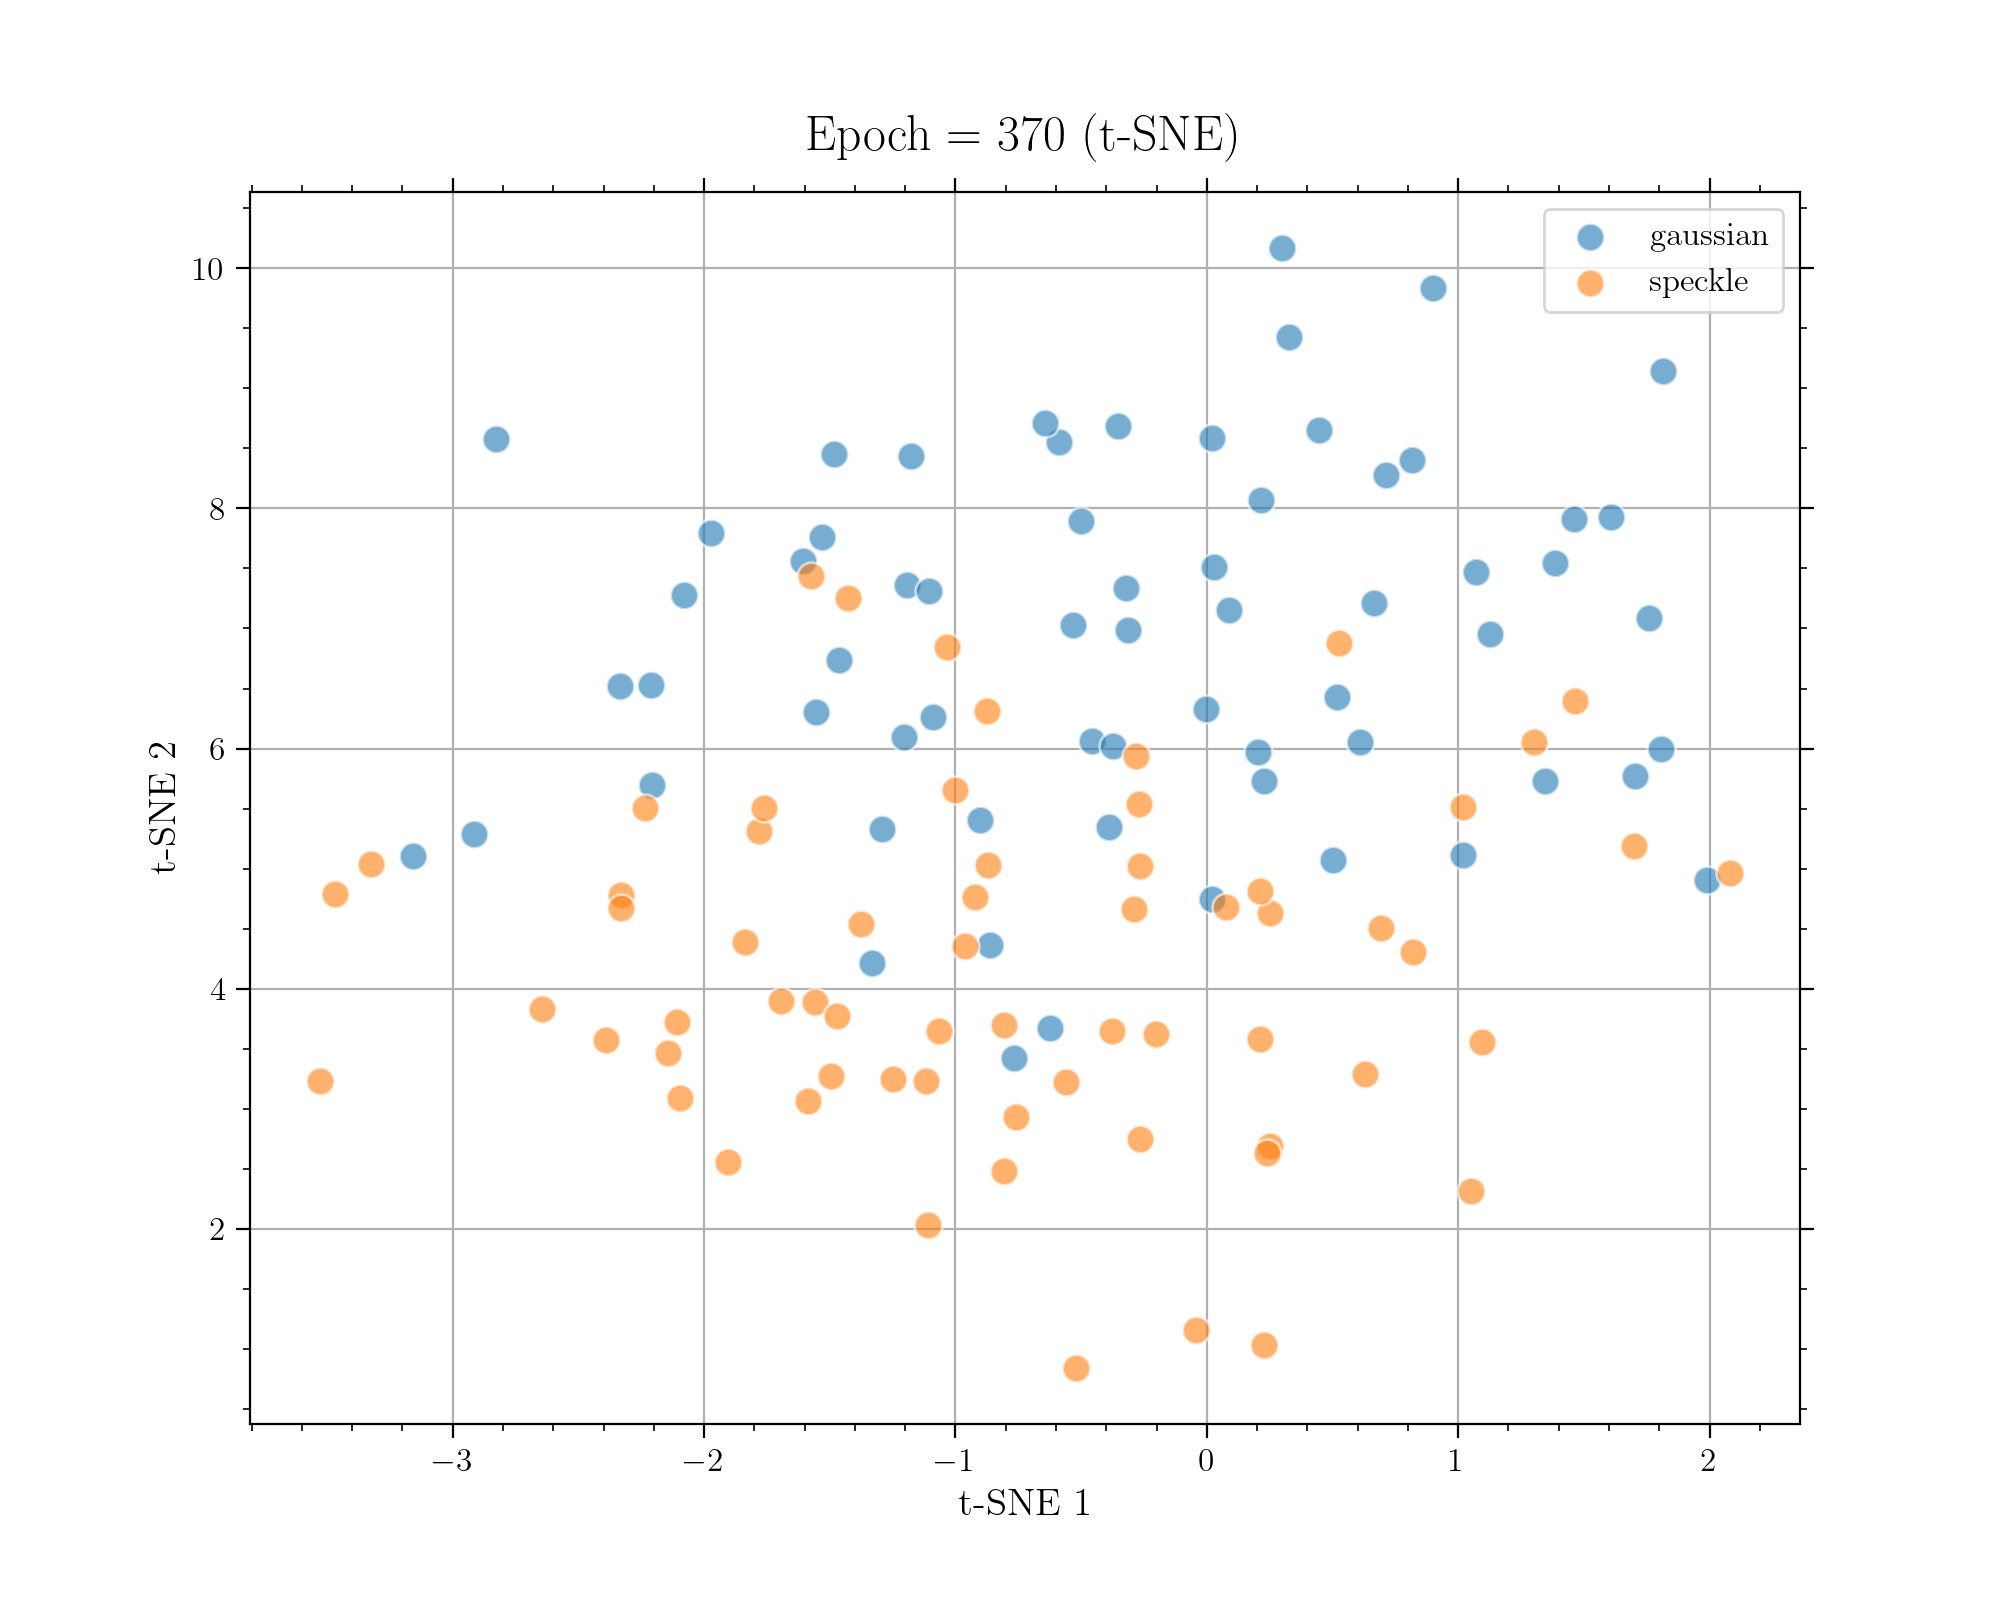 Epoch = 370 (t-SNE)
gaussian
speckle
10
8
6
4
2
t-SNE 2
−3 −2 −1 0 1 2
t-SNE 1